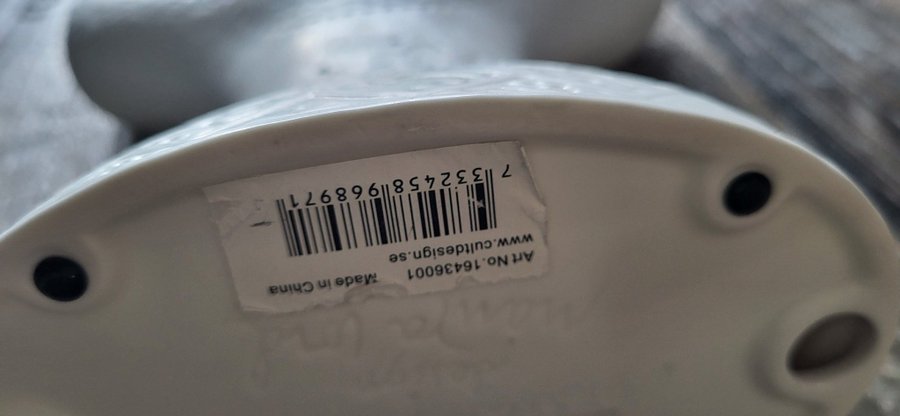 Art No.16436001 Made in China
www.cultdesign.se
7 332458 968971